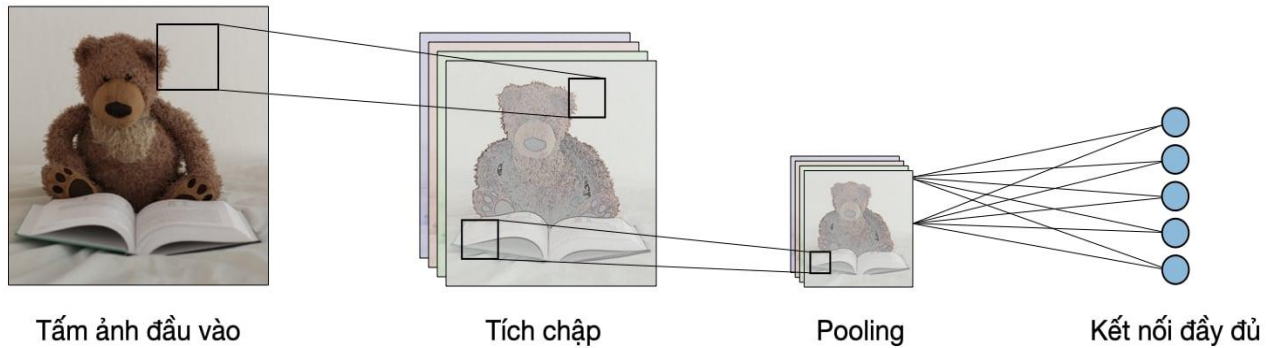 Tấm ảnh đầu vào
Tích chập
Pooling
Kết nối đầy đủ